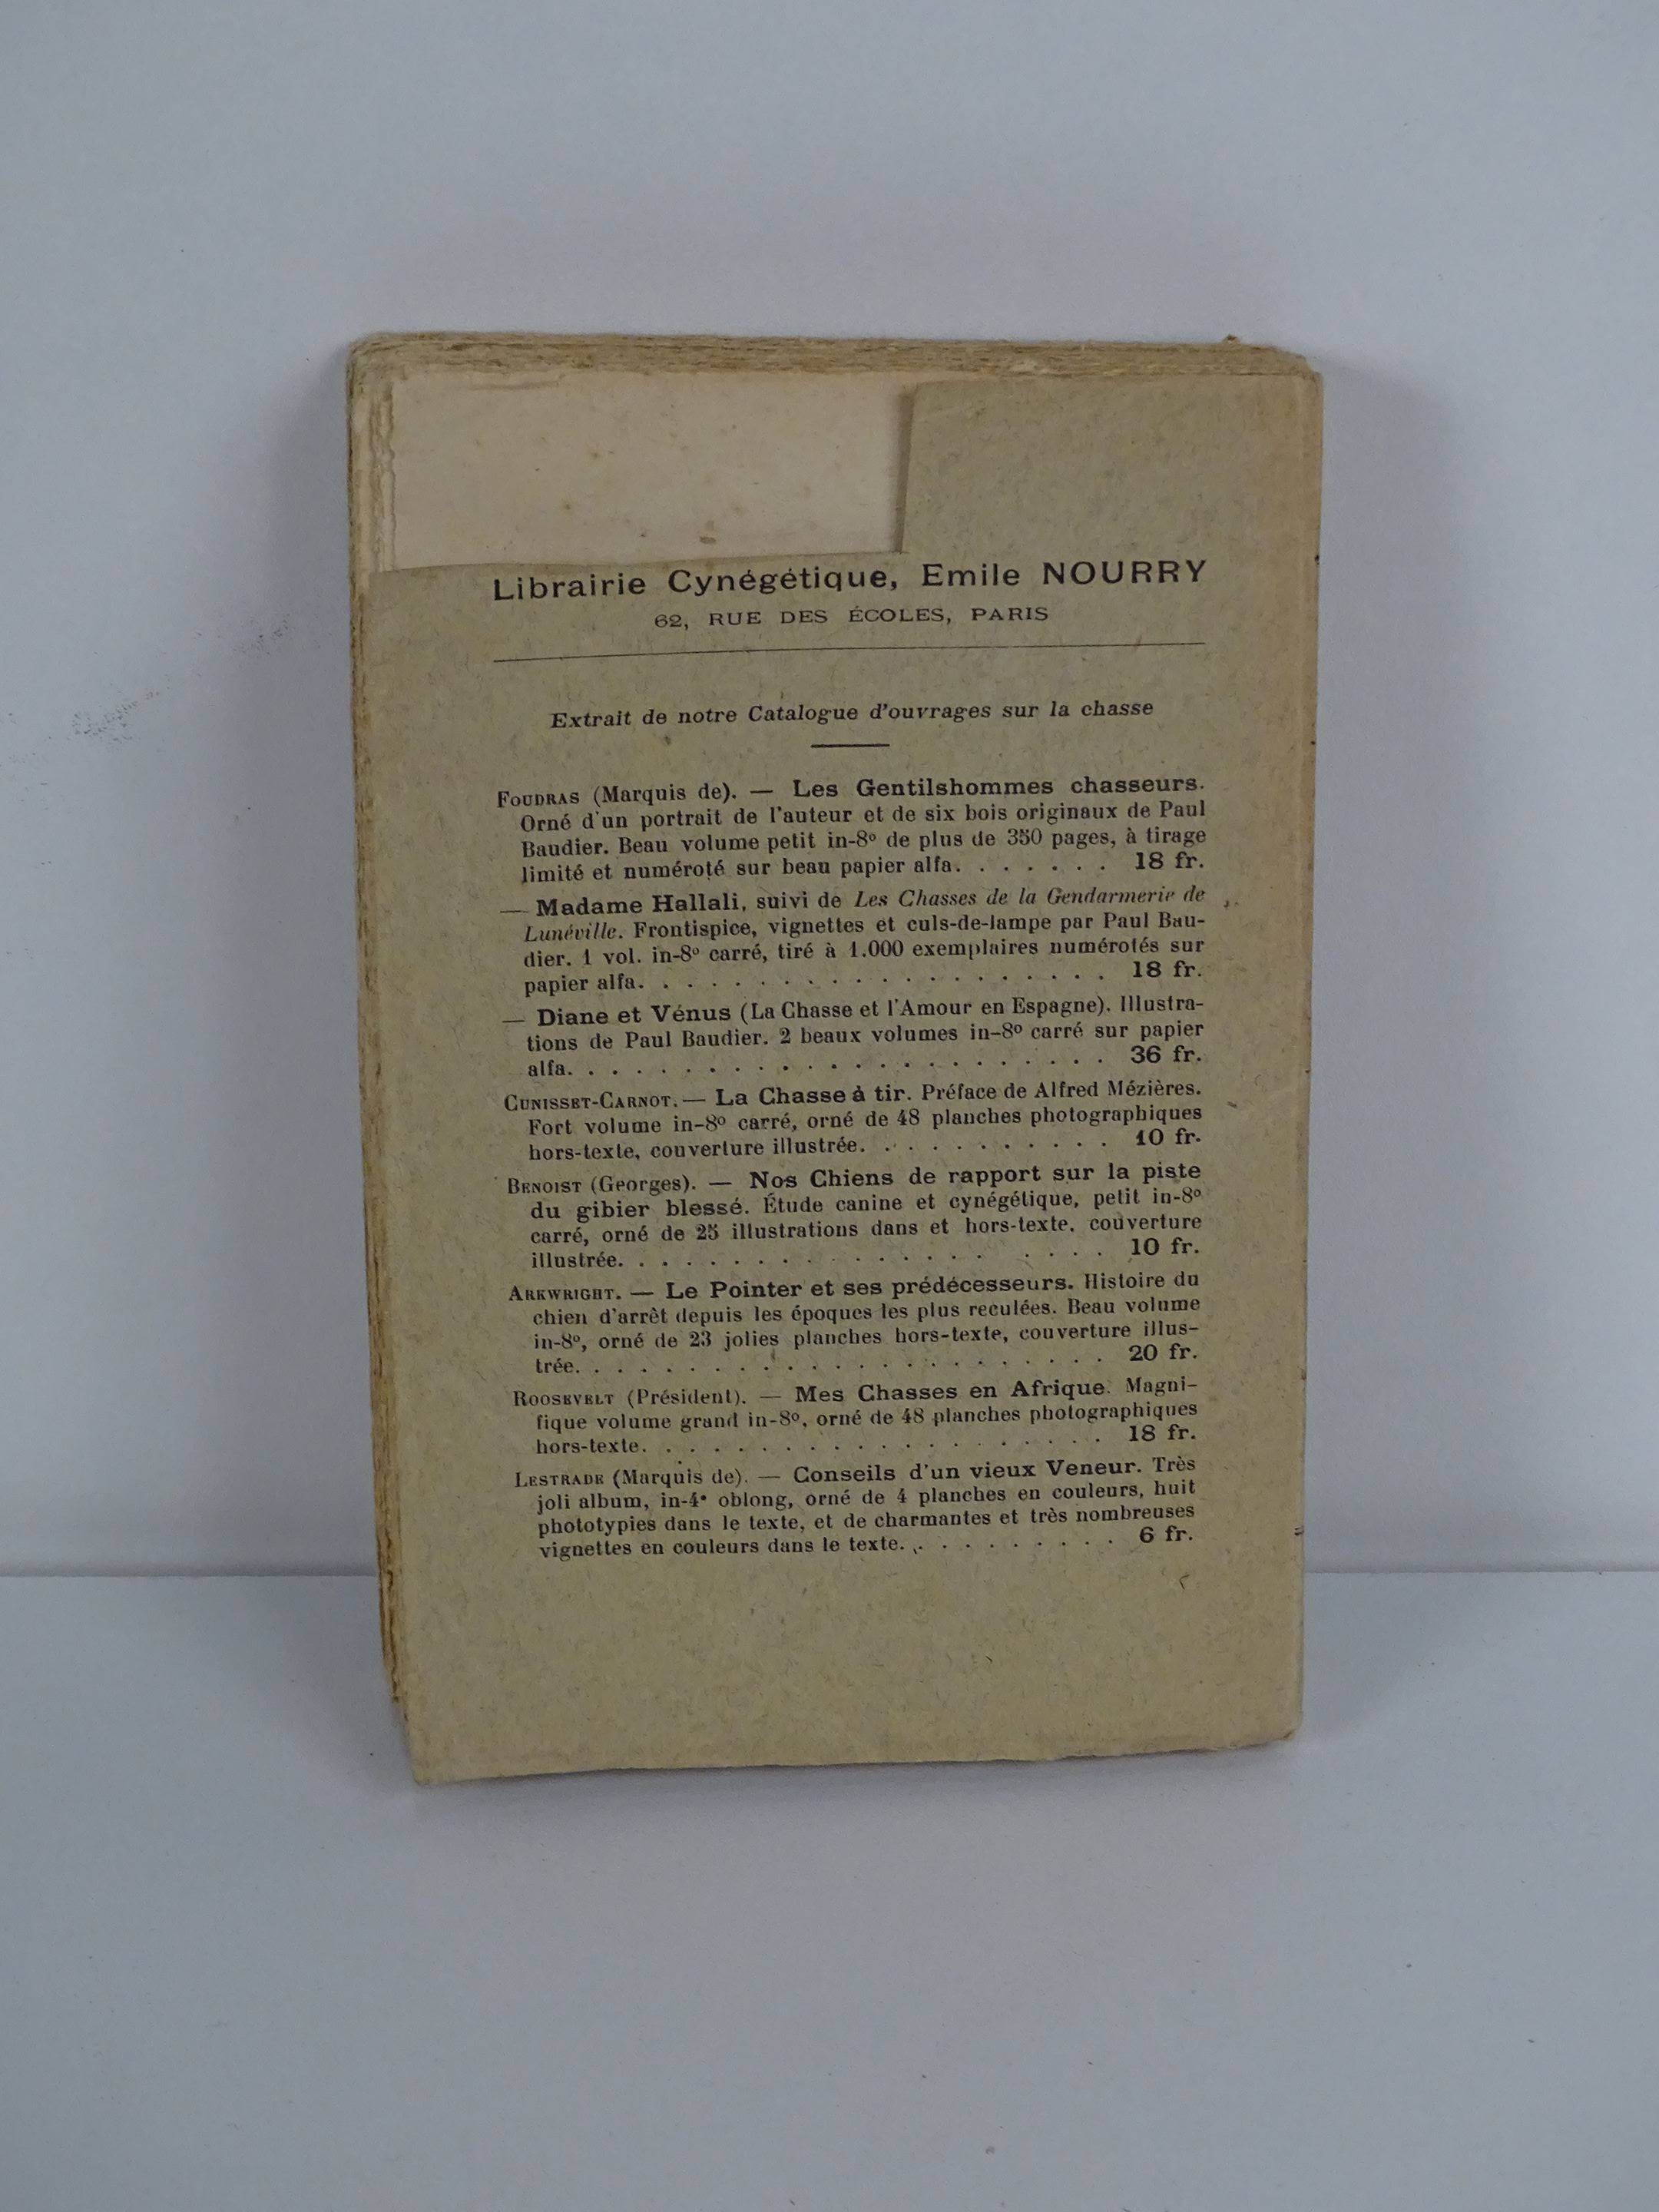 Librairie Cynégétique, Emile NOURRY
62, RUE DES ÉCOLES, PARIS
Extrait de notre Catalogue d'ouvrages sur la chasse
FOUDRAS (Marquis de). — Les Gentilshommes chasseurs.
Orné d'un portrait de l'auteur et de six bois originaux de Paul
Baudier. Beau volume petit in-8º de plus de 350 pages, à tirage
limité et numéroté sur beau papier alfa. . . . . . . 18 fr.
— Madame Hallali, suivi de Les Chasses de la Gendarmerie de
Lunéville. Frontispice, vignettes et culs-de-lampe par Paul Bau-
dier. 1 vol. in-8º carré, tiré à 1.000 exemplaires numérotés sur
papier alfa. . . . . . . . . . . . . . . . . . . . 18 fr.
— Diane et Vénus (La Chasse et l'Amour en Espagne). Illustra-
tions de Paul Baudier. 2 beaux volumes in-8º carré sur papier
alfa. . . . . . . . . . . . . . . . . . . . . . . 36 fr.
CUNISSET-CARNOT. — La Chasse à tir. Préface de Alfred Mézières.
Fort volume in-8º carré, orné de 48 planches photographiques
hors-texte, couverture illustrée. . . . . . . . . . . 10 fr.
BENOIST (Georges). — Nos Chiens de rapport sur la piste
du gibier blessé. Étude canine et cynégétique, petit in-8º
carré, orné de 25 illustrations dans et hors-texte. couverture
illustrée. . . . . . . . . . . . . . . . . . . . . 10 fr.
ARKWRIGHT. — Le Pointer et ses prédécesseurs. Histoire du
chien d'arrêt depuis les époques les plus reculées. Beau volume
in-8º, orné de 23 jolies planches hors-texte, couverture illus-
trée. . . . . . . . . . . . . . . . . . . . . . . 20 fr.
ROOSEVELT (Président). — Mes Chasses en Afrique. Magni-
fique volume grand in-8º, orné de 48 planches photographiques
hors-texte. . . . . . . . . . . . . . . . . . . . 18 fr.
LESTRADE (Marquis de). — Conseils d'un vieux Veneur. Très
joli album, in-4º oblong, orné de 4 planches en couleurs, huit
phototypies dans le texte, et de charmantes et très nombreuses
vignettes en couleurs dans le texte. . . . . . . . . . 6 fr.